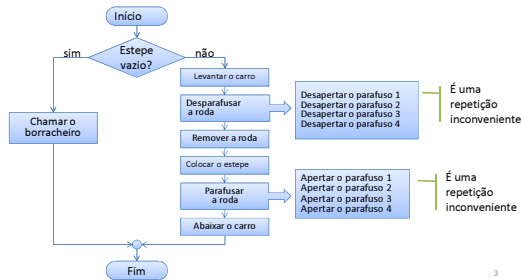 Início
Estepe
vazio?
sim
não
Levantar o carro
Desparafusar
a roda
Desapertar o parafuso 1
Desapertar o parafuso 2
Desapertar o parafuso 3
Desapertar o parafuso 4
É uma
repetição
inconveniente
Chamar o
borracheiro
Remover a roda
Colocar o estepe
Parafusar
a roda
Apertar o parafuso 1
Apertar o parafuso 2
Apertar o parafuso 3
Apertar o parafuso 4
É uma
repetição
inconveniente
Abaixar o carro
Fim
3